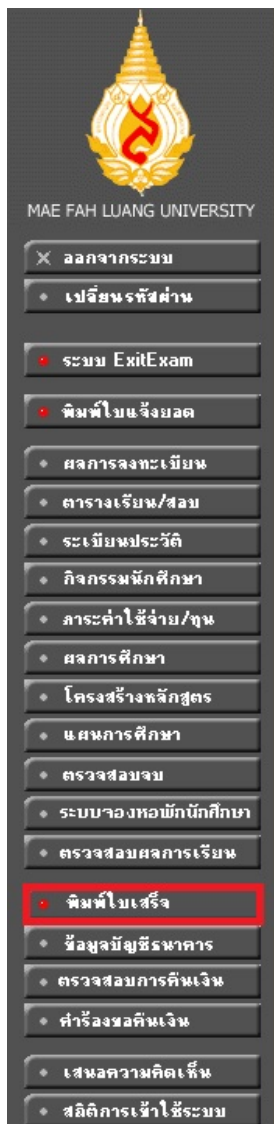 MAE FAH LUANG UNIVERSITY
ออกจากระบบ
เปลี่ยนรหัสผ่าน
ระบบ ExitExam
พิมพ์ใบแจ้งยอด
ผลการลงทะเบียน
ตารางเรียน/สอบ
ระเบียนประวัติ
กิจกรรมนักศึกษา
ภาระค่าใช้จ่าย/ทุน
ผลการศึกษา
โครงสร้างหลักสูตร
แผนการศึกษา
ตรวจสอบจบ
ระบบจองหอพักนักศึกษา
ตรวจสอบผลการเรียน
พิมพ์ใบเสร็จ
ข้อมูลบัญชีธนาคาร
ตรวจสอบการคืนเงิน
คำร้องขอคืนเงิน
เสนอความคิดเห็น
สถิติการเข้าใช้ระบบ